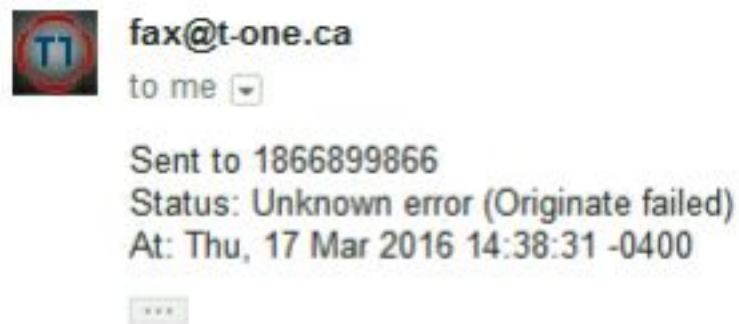 T1
fax@t-one.ca
to me
Sent to 1866899866
Status: Unknown error (Originate failed)
At: Thu, 17 Mar 2016 14:38:31 -0400